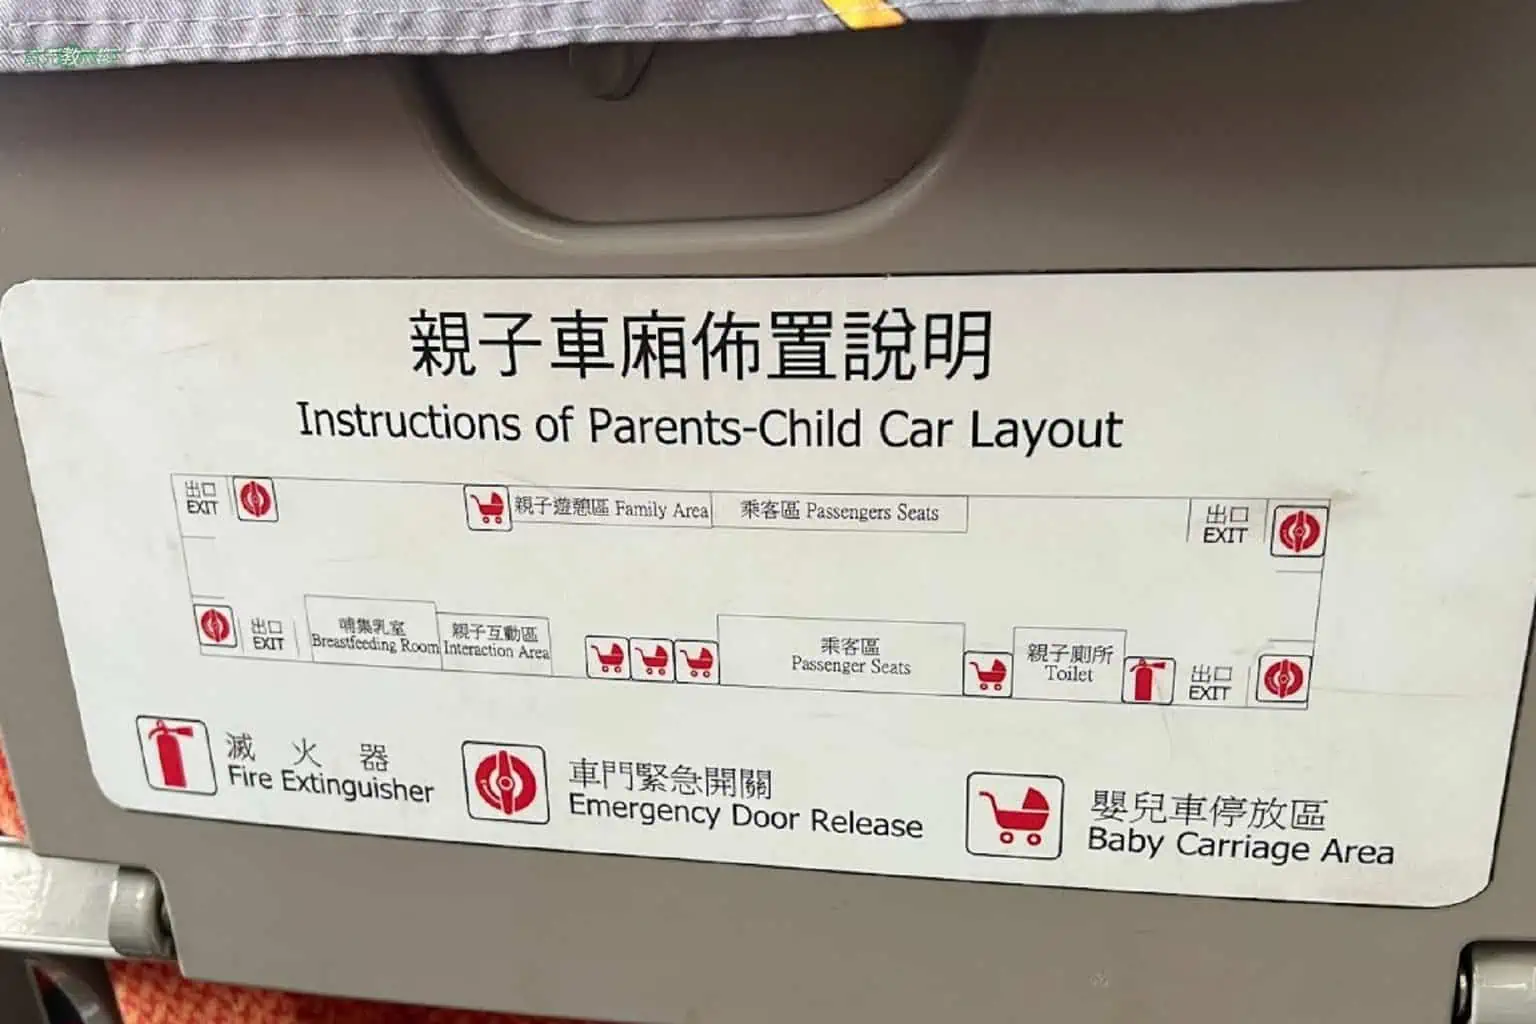 親子車廂佈置說明
Instructions of Parents-Child Car Layout
出口
EXIT
親子遊憩區 Family Area
乘客區 Passengers Seats
出口
EXIT
出口
EXIT
哺集乳室
Breastfeeding Room
親子互動區
Interaction Area
乘客區
Passenger Seats
親子廁所
Toilet
出口
EXIT
滅火器
Fire Extinguisher
車門緊急開關
Emergency Door Release
嬰兒車停放區
Baby Carriage Area